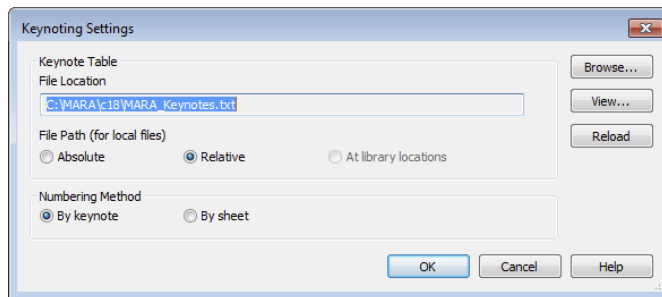 Keynoting Settings
Keynote Table
File Location
C:\MARA\c18\MARA_Keynotes.txt
File Path (for local files)
Absolute
Relative
At library locations
Numbering Method
By keynote
By sheet
Browse...
View...
Reload
OK
Cancel
Help